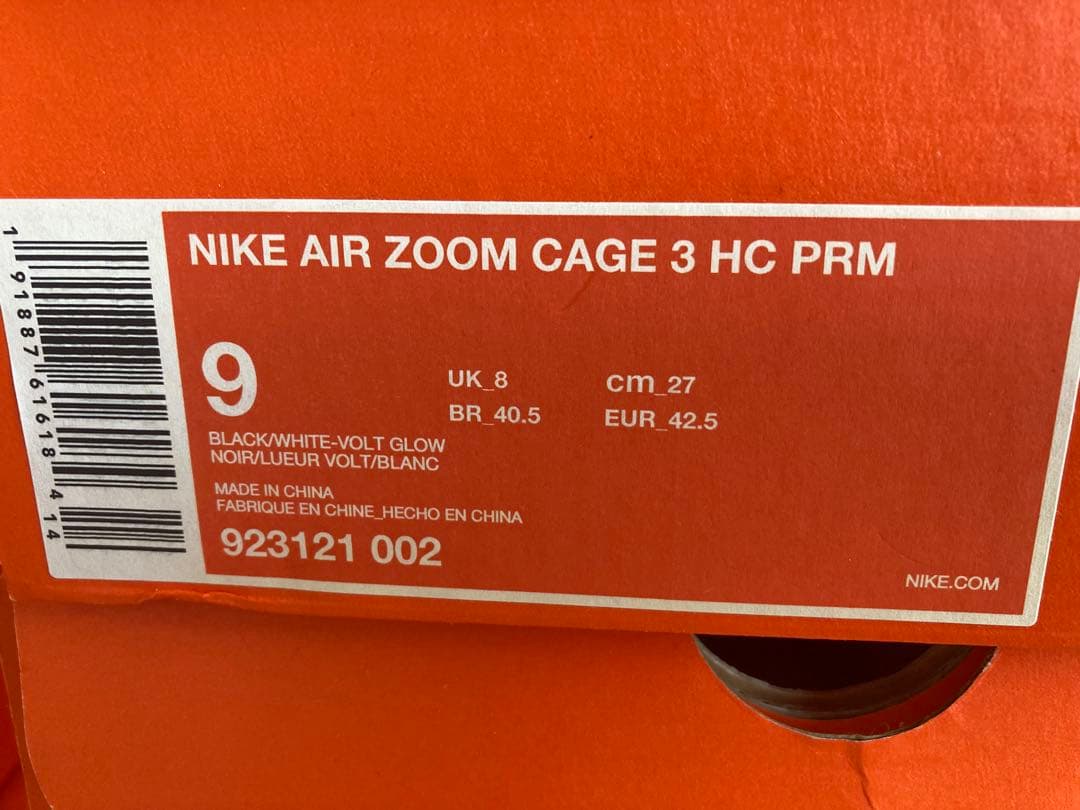 NIKE AIR ZOOM CAGE 3 HC PRM
9
UK_8
cm_27
BR_40.5
EUR_42.5
BLACK/WHITE-VOLT GLOW
NOIR/LUEUR VOLT/BLANC
MADE IN CHINA
FABRIQUE EN CHINE_HECHO EN CHINA
923121 002
NIKE.COM
1 91887 61618 4 14